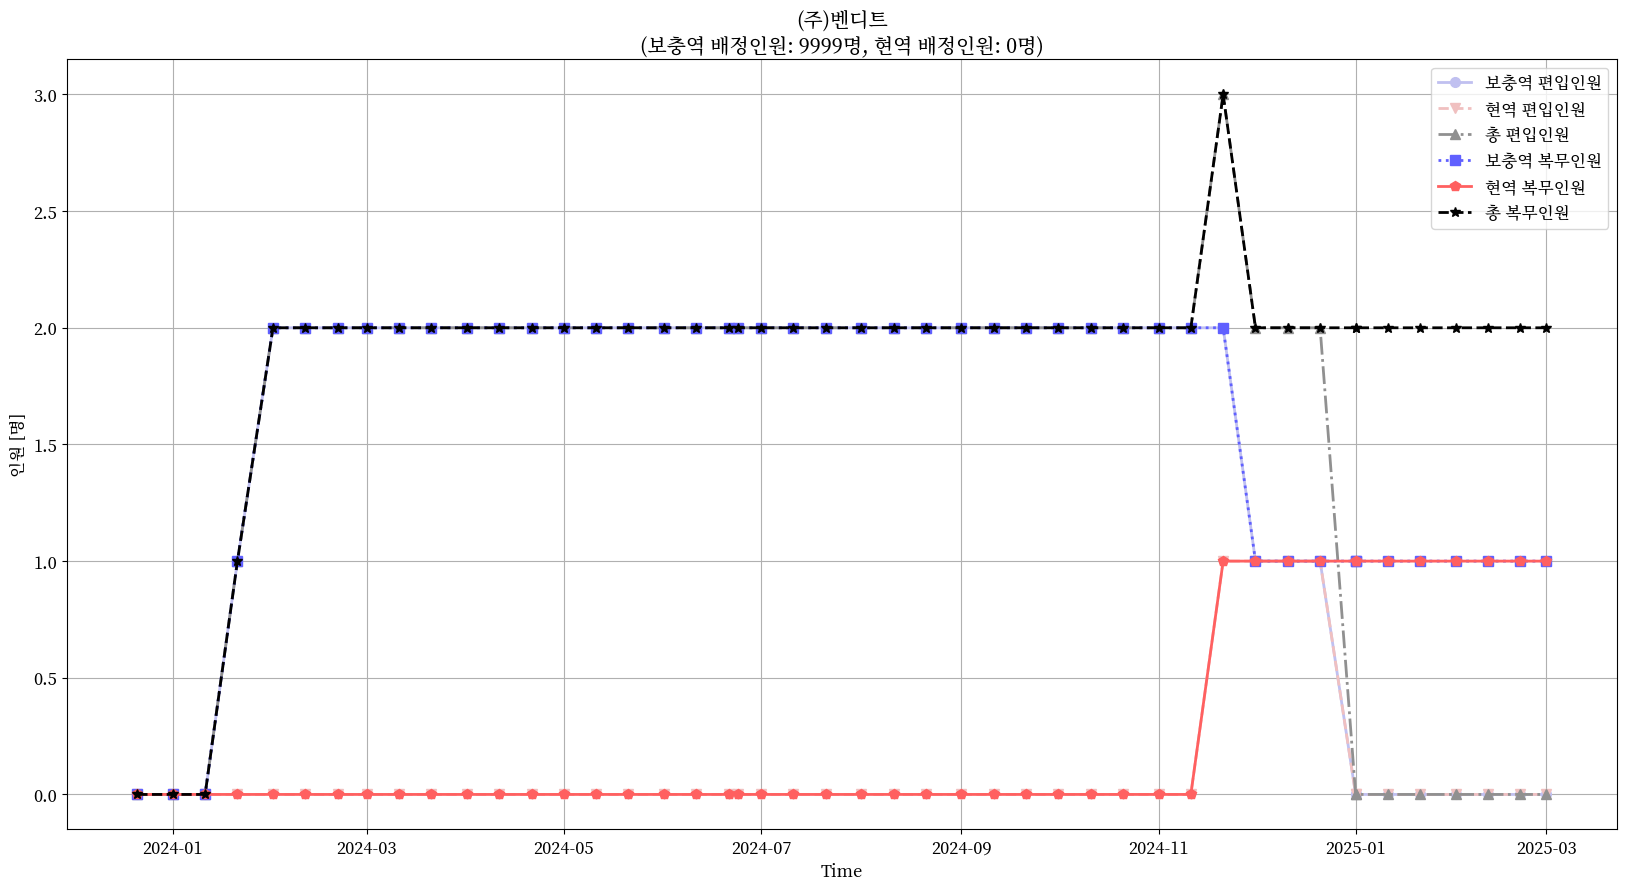 (주)벤디트
(보충역 배정인원: 9999명, 현역 배정인원: 0명)
보충역 편입인원
현역 편입인원
총 편입인원
보충역 복무인원
현역 복무인원
총 복무인원
인원 [명]
3.0
2.5
2.0
1.5
1.0
0.5
0.0
2024-01
2024-03
2024-05
2024-07
2024-09
2024-11
2025-01
2025-03
Time